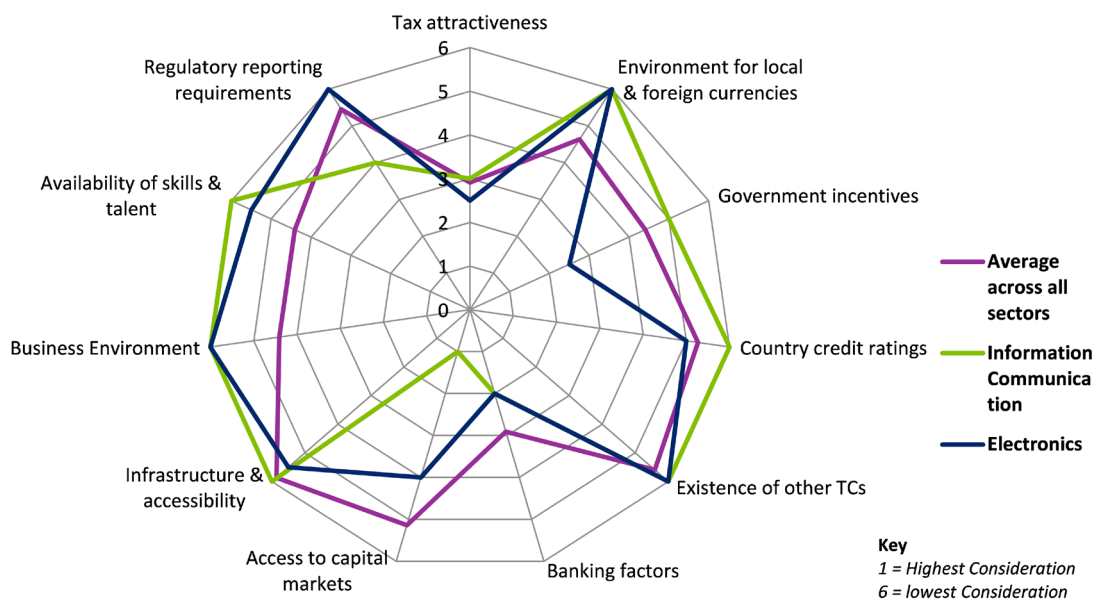 Tax attractiveness
6
5
4
3
2
1
0
Environment for local
& foreign currencies
Government incentives
Country credit ratings
Existence of other TCs
Banking factors
Access to capital
markets
Infrastructure &
accessibility
Business Environment
Availability of skills &
talent
Regulatory reporting
requirements
Average
across all
sectors
Information
Communica
tion
Electronics
Key
1 = Highest Consideration
6 = lowest Consideration